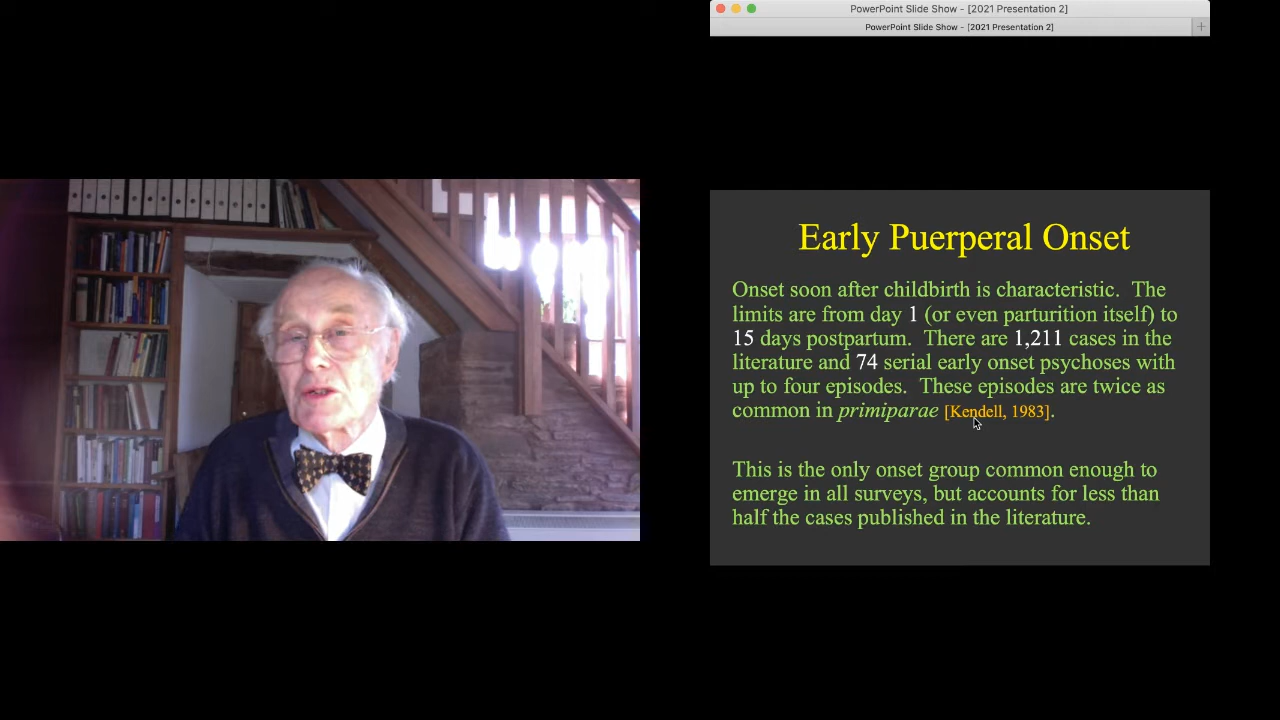 PowerPoint Slide Show - [2021 Presentation 2]
PowerPoint Slide Show - [2021 Presentation 2]
+
Early Puerperal Onset
Onset soon after childbirth is characteristic. The
limits are from day 1 (or even parturition itself) to
15 days postpartum. There are 1,211 cases in the
literature and 74 serial early onset psychoses with
up to four episodes. These episodes are twice as
common in primiparae [Kendell, 1983].
This is the only onset group common enough to
emerge in all surveys, but accounts for less than
half the cases published in the literature.